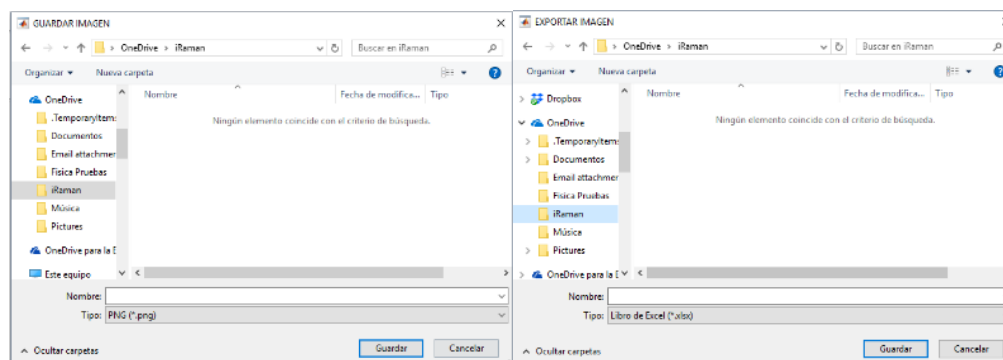 GUARDAR IMAGEN
OneDrive > iRaman
Buscar en iRaman
Organizar
Nueva carpeta
Nombre
Fecha de modifica...
Tipo
Ningún elemento coincide con el criterio de búsqueda.
OneDrive
.TemporaryItems
Documentos
Email attachmer
Fisica Pruebas
iRaman
Música
Pictures
OneDrive para la E
Este equipo
Nombre:
Tipo: PNG (*.png)
Ocultar carpetas
Guardar
Cancelar
EXPORTAR IMAGEN
OneDrive > iRaman
Buscar en iRaman
Organizar
Nueva carpeta
Nombre
Fecha de modifica...
Tipo
Ningún elemento coincide con el criterio de búsqueda.
Dropbox
OneDrive
.TemporaryItems
Documentos
Email attachmer
Fisica Pruebas
iRaman
Música
Pictures
OneDrive para la E
Nombre:
Tipo: Libro de Excel (*.xlsx)
Ocultar carpetas
Guardar
Cancelar